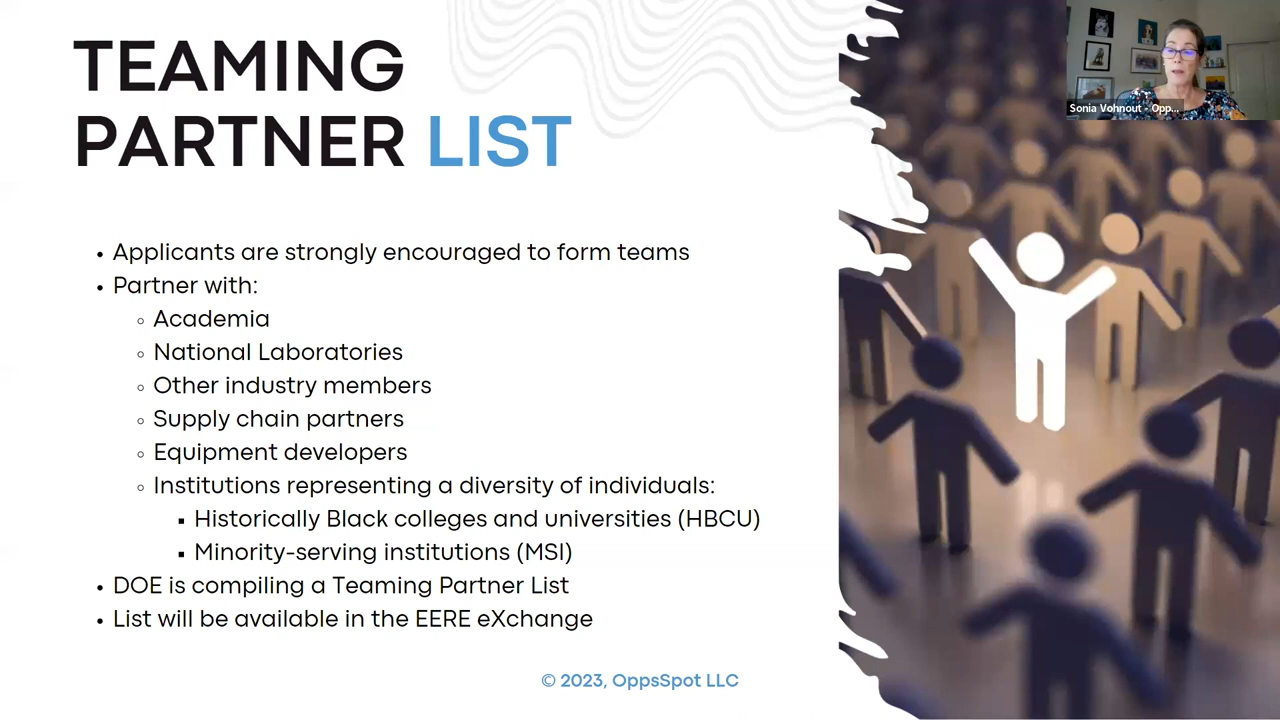 TEAMING
PARTNER LIST
Sonia Vohnout - Opp...
• Applicants are strongly encouraged to form teams
• Partner with:
◦ Academia
◦ National Laboratories
◦ Other industry members
◦ Supply chain partners
◦ Equipment developers
◦ Institutions representing a diversity of individuals:
▪ Historically Black colleges and universities (HBCU)
▪ Minority-serving institutions (MSI)
• DOE is compiling a Teaming Partner List
• List will be available in the EERE eXchange
© 2023, OppsSpot LLC